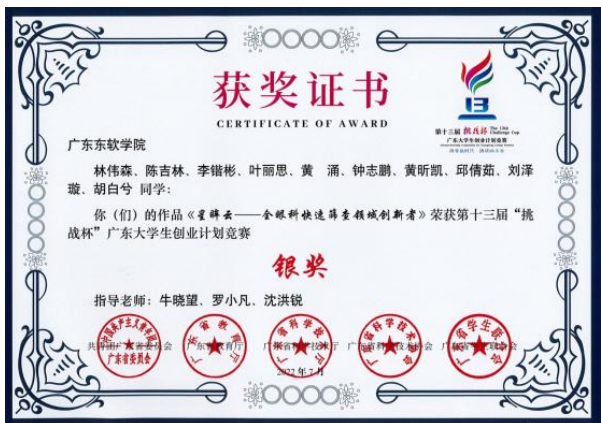 获奖证书
CERTIFICATE OF AWARD
13
第十三届 挑战杯 The 13th Challenge Cup
广东大学生创业计划竞赛
广东东软学院
林伟森、陈吉林、李锴彬、叶丽思、黄 涌、钟志鹏、黄昕凯、邱倩茹、刘泽
璇、胡白兮 同学:
你(们)的作品《星眸云——全眼科快速筛查领域创新者》荣获第十三届“挑
战杯”广东大学生创业计划竞赛
银奖
指导老师:牛晓望、罗小凡、沈洪锐
共青团广东省委员会 广东省教育厅 广东省科学技术厅 广东省科学技术协会 广东省学生联合会
2022年7月